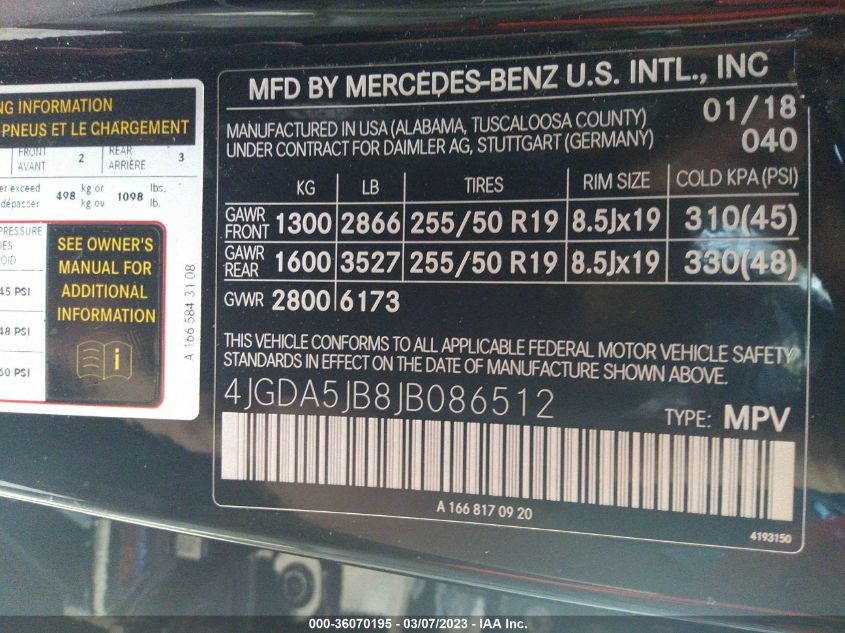 NG INFORMATION
PNEUS ET LE CHARGEMENT
FRONT AVANT 2 REAR ARRIÈRE 3
er exceed
dépasser 498 kg or kg ou 1098 lbs. lb.
PRESSURE
DES
OID
45 PSI
48 PSI
60 PSI
SEE OWNER'S
MANUAL FOR
ADDITIONAL
INFORMATION
i
A 166 584 31 08
MFD BY MERCEDES-BENZ U.S. INTL., INC
01/18
MANUFACTURED IN USA (ALABAMA, TUSCALOOSA COUNTY)
UNDER CONTRACT FOR DAIMLER AG, STUTTGART (GERMANY) 040
KG LB TIRES RIM SIZE COLD KPA (PSI)
GAWR FRONT 1300 2866 255/50 R19 8.5Jx19 310(45)
GAWR REAR 1600 3527 255/50 R19 8.5Jx19 330(48)
GVWR 2800 6173
THIS VEHICLE CONFORMS TO ALL APPLICABLE FEDERAL MOTOR VEHICLE SAFETY
STANDARDS IN EFFECT ON THE DATE OF MANUFACTURE SHOWN ABOVE.
4JGDA5JB8JB086512
TYPE: MPV
A 166 817 09 20
4193150
000-36070195 - 03/07/2023 - IAA Inc.